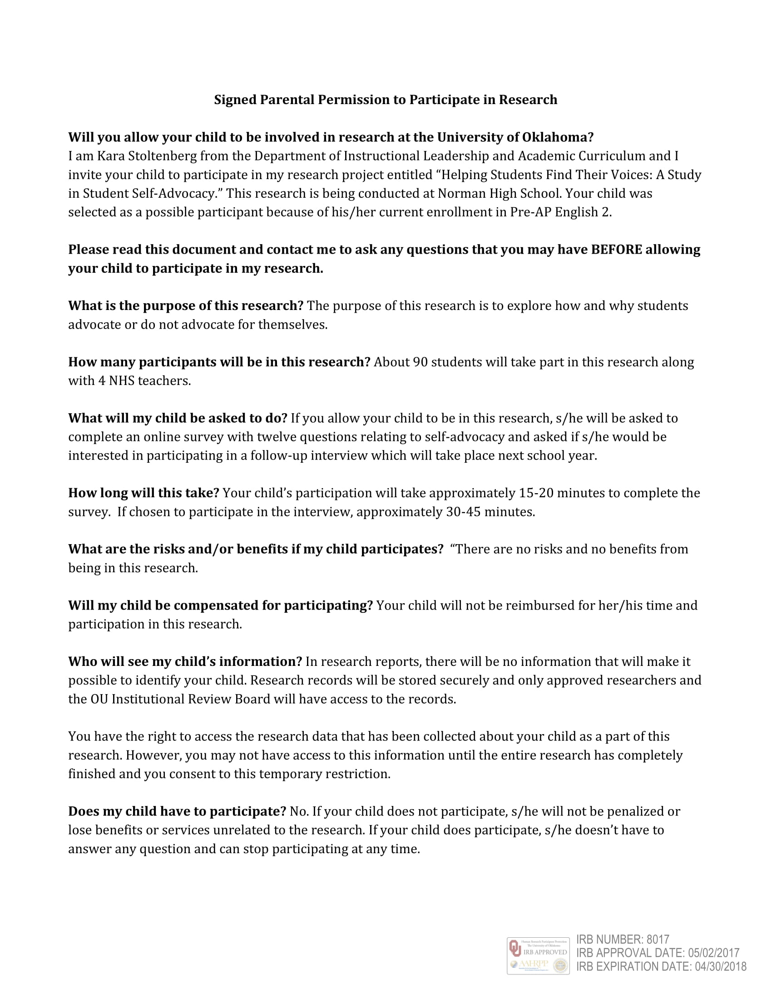 Signed Parental Permission to Participate in Research
Will you allow your child to be involved in research at the University of Oklahoma?
I am Kara Stoltenberg from the Department of Instructional Leadership and Academic Curriculum and I
invite your child to participate in my research project entitled “Helping Students Find Their Voices: A Study
in Student Self-Advocacy.” This research is being conducted at Norman High School. Your child was
selected as a possible participant because of his/her current enrollment in Pre-AP English 2.
Please read this document and contact me to ask any questions that you may have BEFORE allowing
your child to participate in my research.
What is the purpose of this research? The purpose of this research is to explore how and why students
advocate or do not advocate for themselves.
How many participants will be in this research? About 90 students will take part in this research along
with 4 NHS teachers.
What will my child be asked to do? If you allow your child to be in this research, s/he will be asked to
complete an online survey with twelve questions relating to self-advocacy and asked if s/he would be
interested in participating in a follow-up interview which will take place next school year.
How long will this take? Your child’s participation will take approximately 15-20 minutes to complete the
survey.  If chosen to participate in the interview, approximately 30-45 minutes.
What are the risks and/or benefits if my child participates?  “There are no risks and no benefits from
being in this research.
Will my child be compensated for participating? Your child will not be reimbursed for her/his time and
participation in this research.
Who will see my child’s information? In research reports, there will be no information that will make it
possible to identify your child. Research records will be stored securely and only approved researchers and
the OU Institutional Review Board will have access to the records.
You have the right to access the research data that has been collected about your child as a part of this
research. However, you may not have access to this information until the entire research has completely
finished and you consent to this temporary restriction.
Does my child have to participate? No. If your child does not participate, s/he will not be penalized or
lose benefits or services unrelated to the research. If your child does participate, s/he doesn’t have to
answer any question and can stop participating at any time.
Human Research Participant Protection
The University of Oklahoma
IRB APPROVED
AAHRPP
IRB NUMBER: 8017
IRB APPROVAL DATE: 05/02/2017
IRB EXPIRATION DATE: 04/30/2018